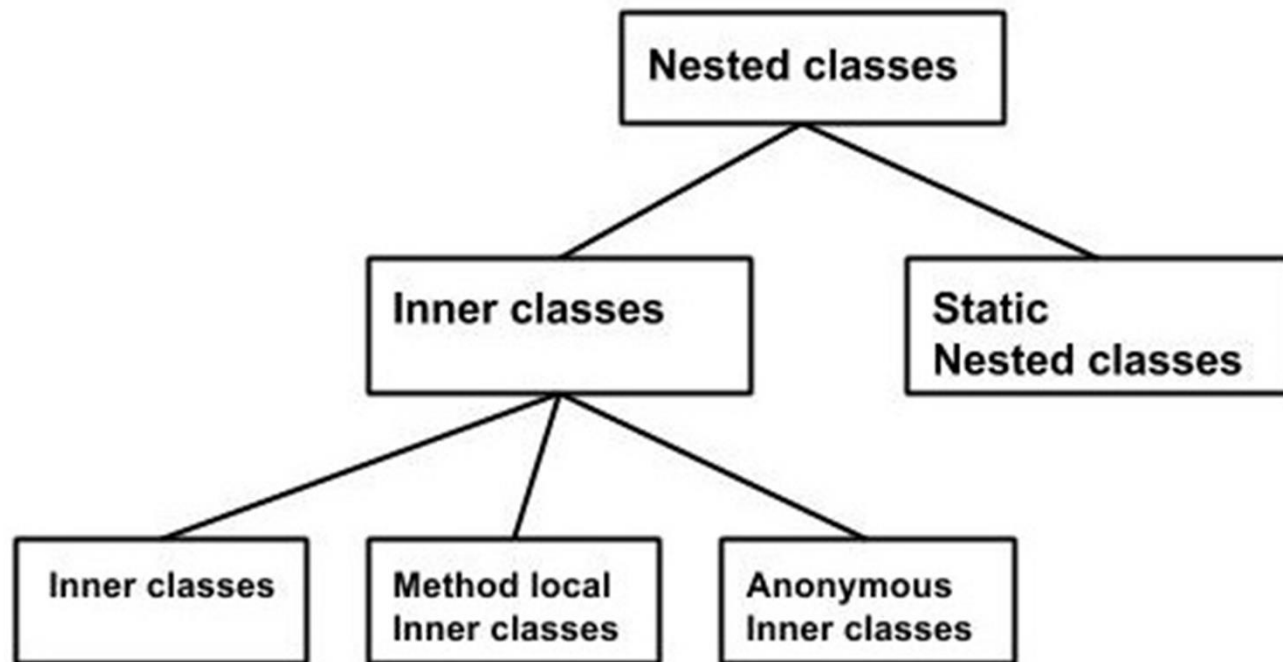 Nested classes
Inner classes
Static
Nested classes
Inner classes
Method local
Inner classes
Anonymous
Inner classes